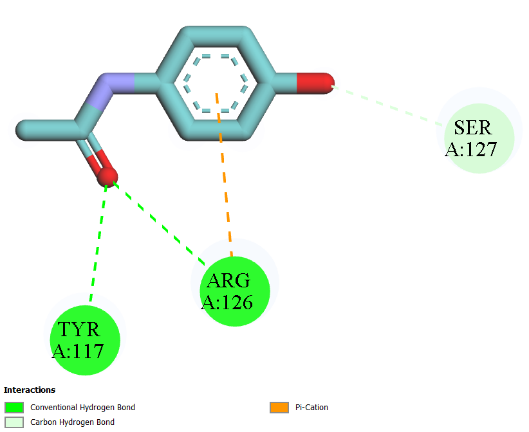 SER
A:127
ARG
A:126
TYR
A:117
Interactions
Conventional Hydrogen Bond
Carbon Hydrogen Bond
Pi-Cation